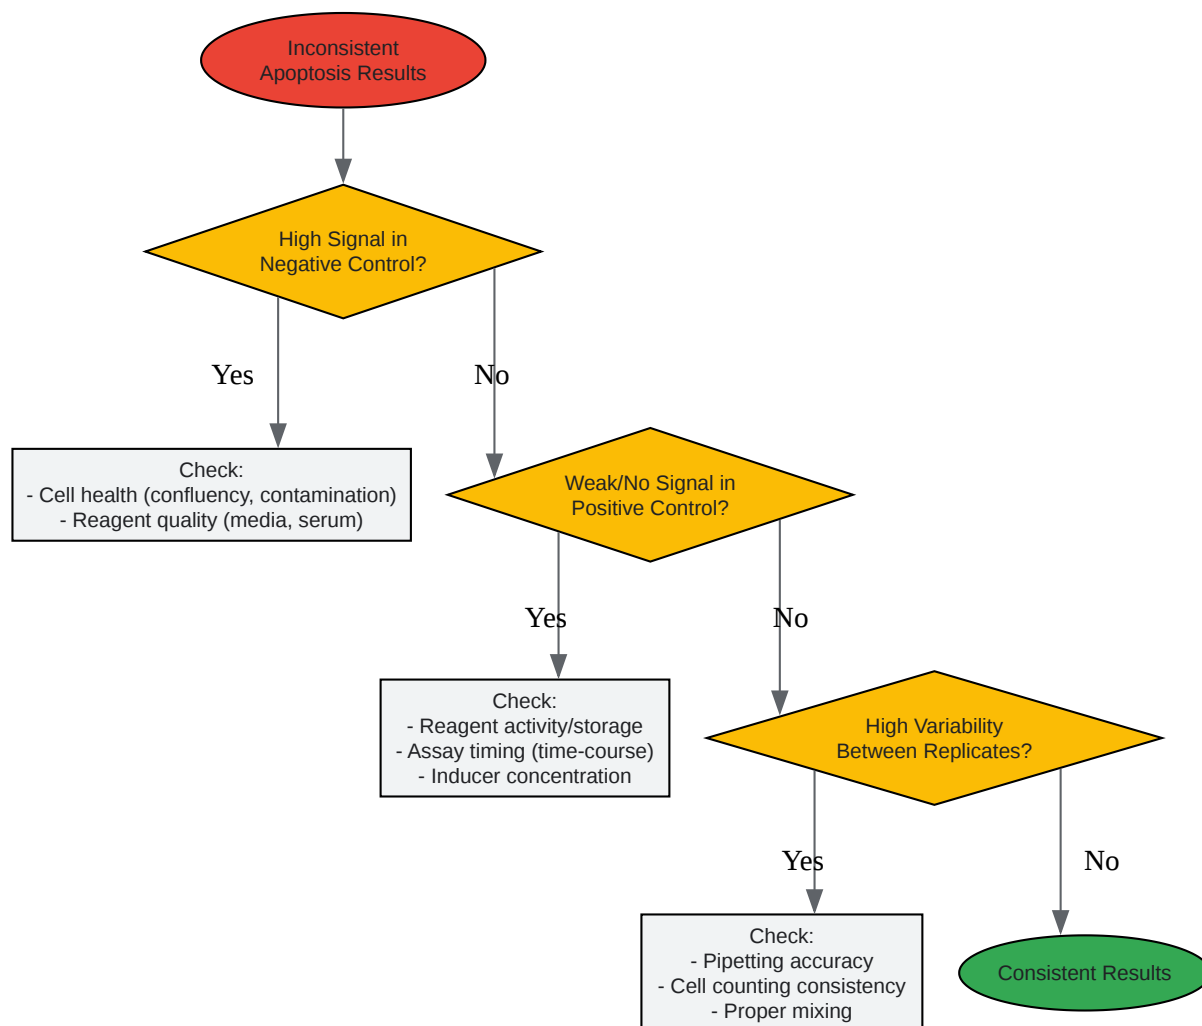 Inconsistent
Apoptosis Results
High Signal in
Negative Control?
Yes
No
Check:
- Cell health (confluency, contamination)
- Reagent quality (media, serum)
Weak/No Signal in
Positive Control?
Yes
No
Check:
- Reagent activity/storage
- Assay timing (time-course)
- Inducer concentration
High Variability
Between Replicates?
Yes
No
Check:
- Pipetting accuracy
- Cell counting consistency
- Proper mixing
Consistent Results